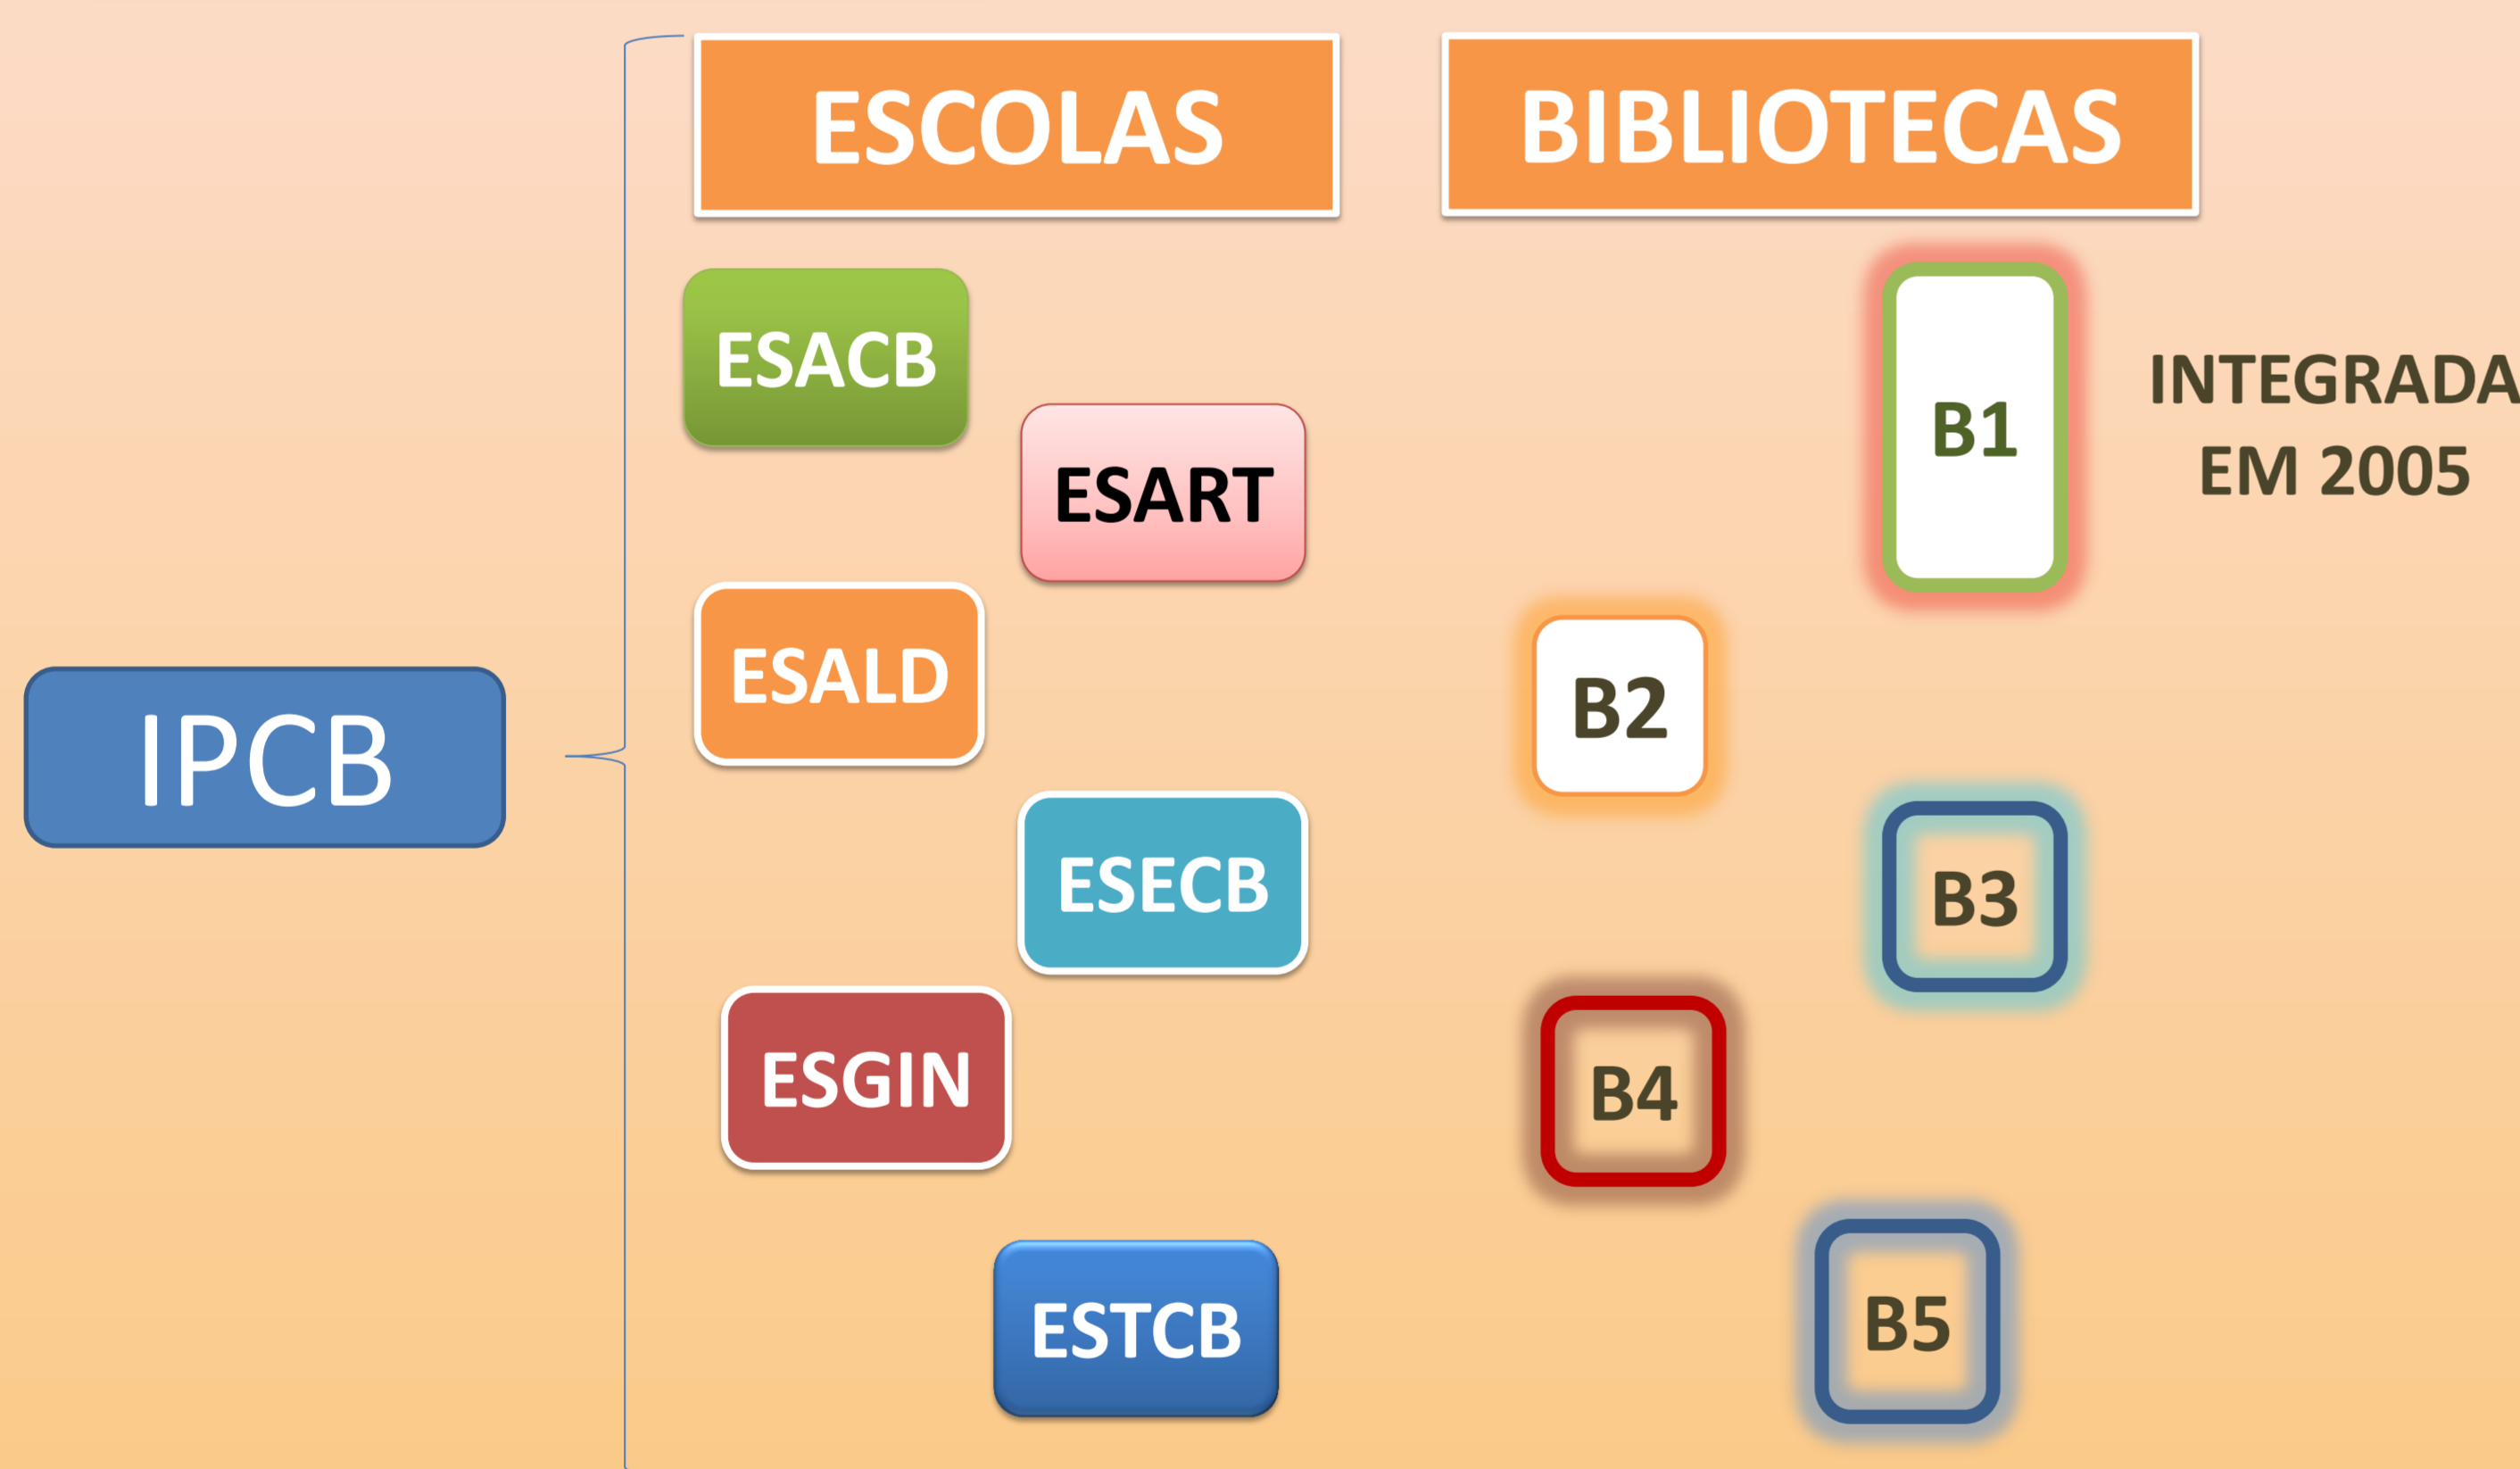 ESCOLAS
BIBLIOTECAS
ESACB
ESART
B1
INTEGRADA
EM 2005
ESALD
B2
IPCB
ESECB
B3
ESGIN
B4
ESTCB
B5